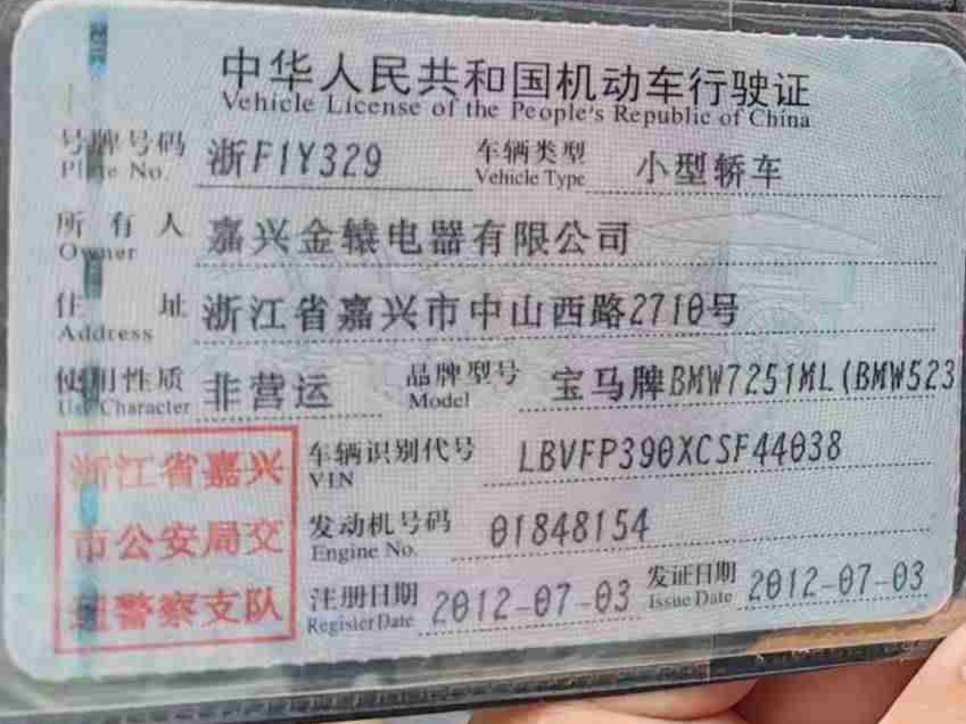 中华人民共和国机动车行驶证
Vehicle License of the People's Republic of China
号牌号码 浙F1Y329 车辆类型 小型轿车
Plate No. Vehicle Type
所有人 嘉兴金辕电器有限公司
Owner
住址 浙江省嘉兴市中山西路2710号
Address
使用性质 非营运 品牌型号 宝马牌BMW7251ML(BMW523
Use Character Model
浙江省嘉兴
市公安局交
通警察支队
车辆识别代号 LBVFP390XCSF44038
VIN
发动机号码 01848154
Engine No.
注册日期 2012-07-03 发证日期 2012-07-03
Register Date Issue Date